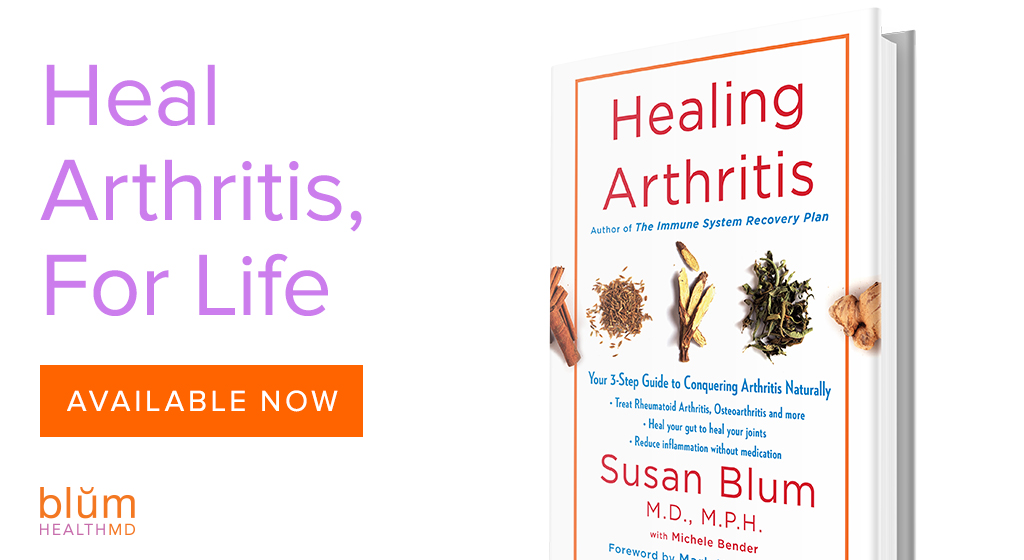 Heal
Arthritis,
For Life
AVAILABLE NOW
blŭm
HEALTHMD
Healing
Arthritis
Author of The Immune System Recovery Plan
Your 3-Step Guide to Conquering Arthritis Naturally
• Treat Rheumatoid Arthritis, Osteoarthritis and more
• Heal your gut to heal your joints
• Reduce inflammation without medication
Susan Blum
M.D., M.P.H.
with Michele Bender
Foreword by